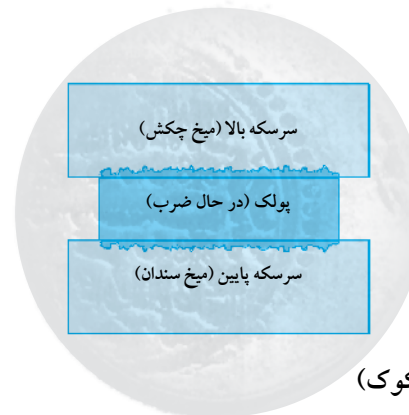 سرسکه بالا (میخ چکش)
پولک (در حال ضرب)
سرسکه پایین (میخ سندان)